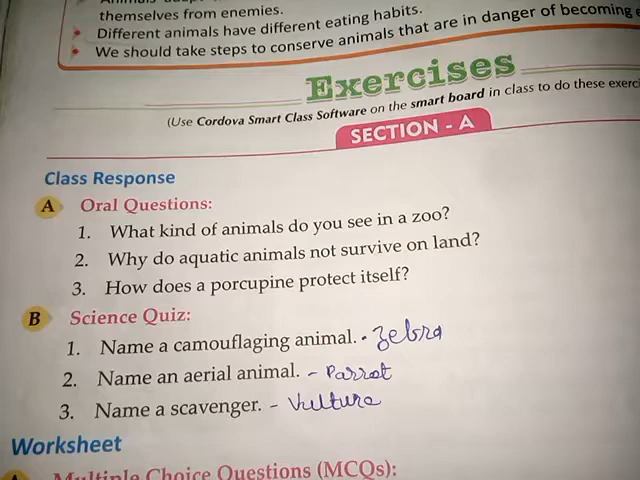 themselves from enemies.
Different animals have different eating habits.
We should take steps to conserve animals that are in danger of becoming
Exercises
(Use Cordova Smart Class Software on the smart board in class to do these
SECTION - A
Class Response
A Oral Questions:
1. What kind of animals do you see in a zoo?
2. Why do aquatic animals not survive on land?
3. How does a porcupine protect itself?
B Science Quiz:
1. Name a camouflaging animal. - Zebra
2. Name an aerial animal. - Parrot
3. Name a scavenger. - Vulture
Worksheet
A Multiple Choice Questions (MCQs):